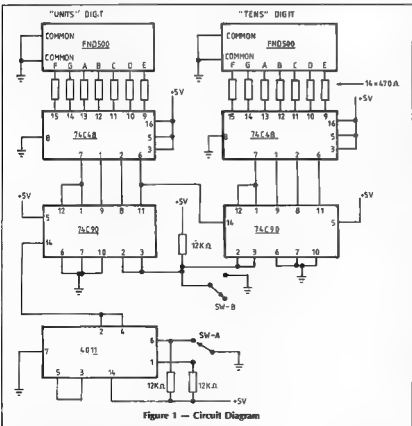 "UNITS" DIGIT
"TENS" DIGIT
COMMON
COMMON
FND500
F G A B C D E
COMMON
COMMON
FND500
F G A B C D E
14×470Ω
15 14 13 12 11 10 9
+5V
15 14 13 12 11 10 9
+5V
8
74C48
16
5
3
8
74C48
16
5
3
7 1 2 6
7 1 2 6
+5V
12 1 9 8 11
+5V
12 1 9 8 11
+5V
5
74C90
14
6 7 10 2 3
12KΩ
14
74C90
5
2 3 6 7 10
SW-B
2 4
7
4011
6
1
SW-A
5 3 14
12KΩ
12KΩ
+5V
Figure 1 — Circuit Diagram